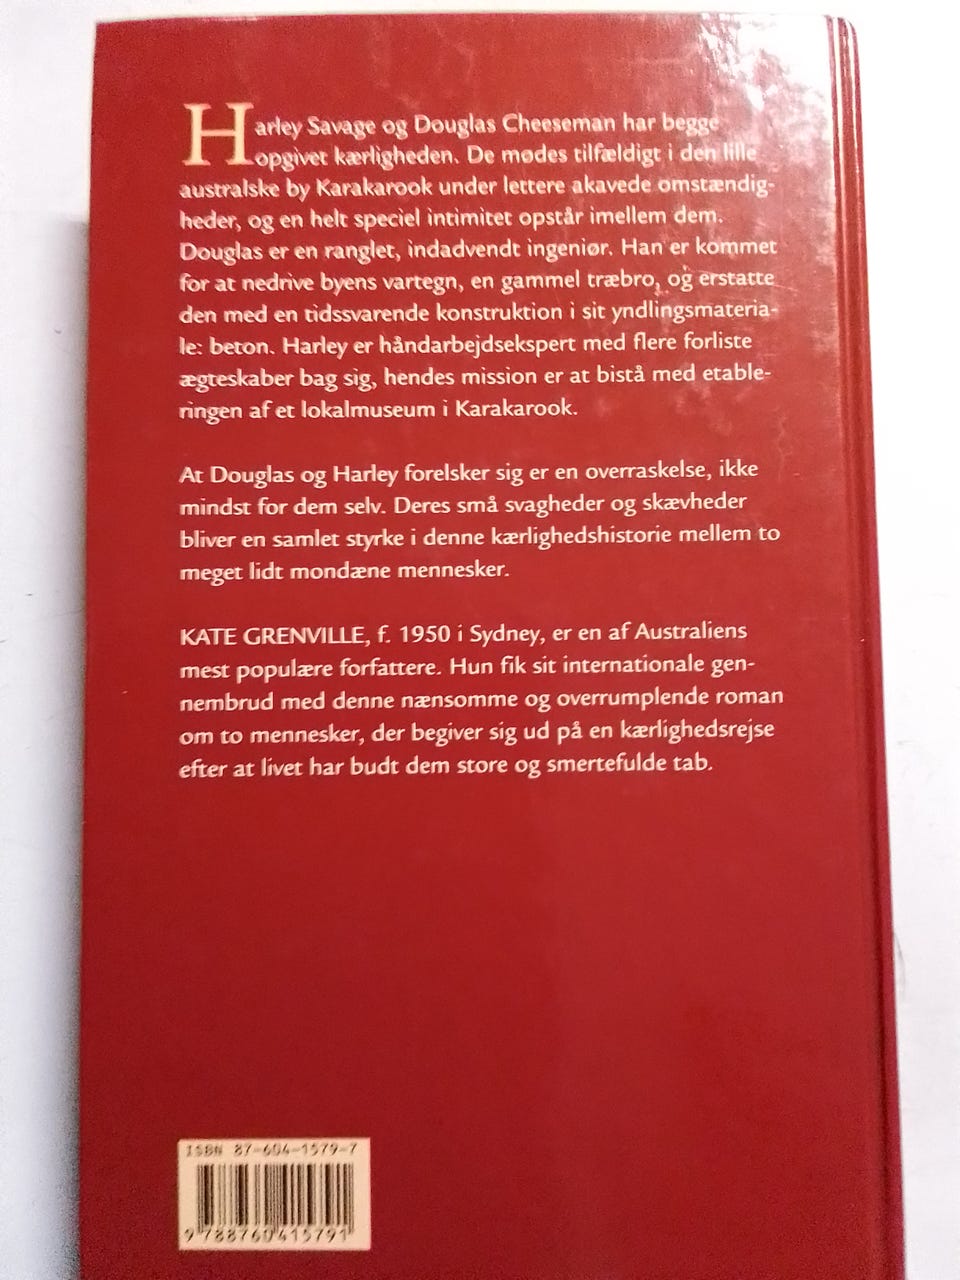 Harley Savage og Douglas Cheeseman har begge
opgivet kærligheden. De mødes tilfældigt i den lille
australske by Karakarook under lettere akavede omstændig-
heder, og en helt speciel intimitet opstår imellem dem.
Douglas er en ranglet, indadvendt ingeniør. Han er kommet
for at nedrive byens vartegn, en gammel træbro, og erstatte
den med en tidssvarende konstruktion i sit yndlingsmateria-
le: beton. Harley er håndarbejdsekspert med flere forliste
ægteskaber bag sig, hendes mission er at bistå med etable-
ringen af et lokalmuseum i Karakarook.
At Douglas og Harley forelsker sig er en overraskelse, ikke
mindst for dem selv. Deres små svagheder og skævheder
bliver en samlet styrke i denne kærlighedshistorie mellem to
meget lidt mondæne mennesker.
KATE GRENVILLE, f. 1950 i Sydney, er en af Australiens
mest populære forfattere. Hun fik sit internationale gen-
nembrud med denne nænsomme og overrumplende roman
om to mennesker, der begiver sig ud på en kærlighedsrejse
efter at livet har budt dem store og smertefulde tab.
ISBN 87-604-1579-7
9 788760 415791